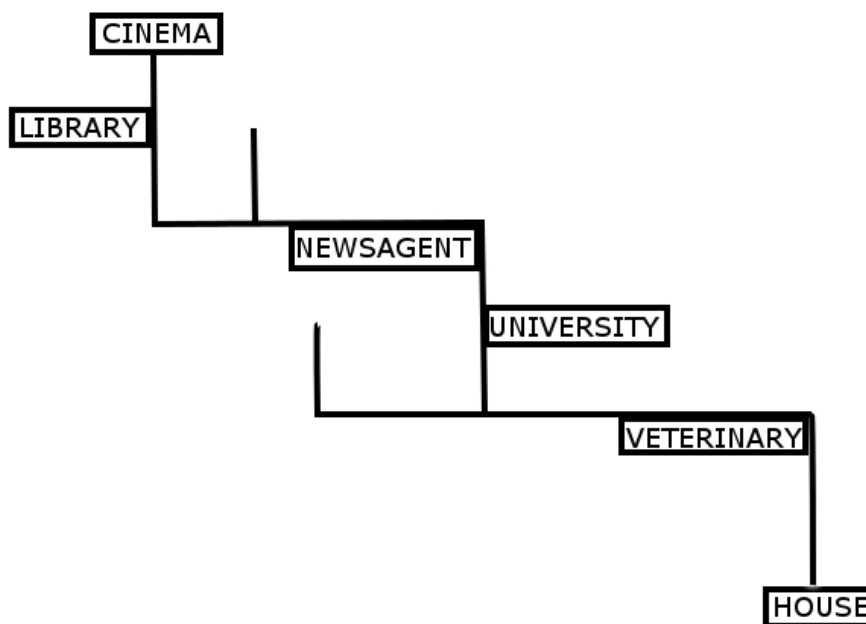 CINEMA
LIBRARY
NEWSAGENT
UNIVERSITY
VETERINARY
HOUSE